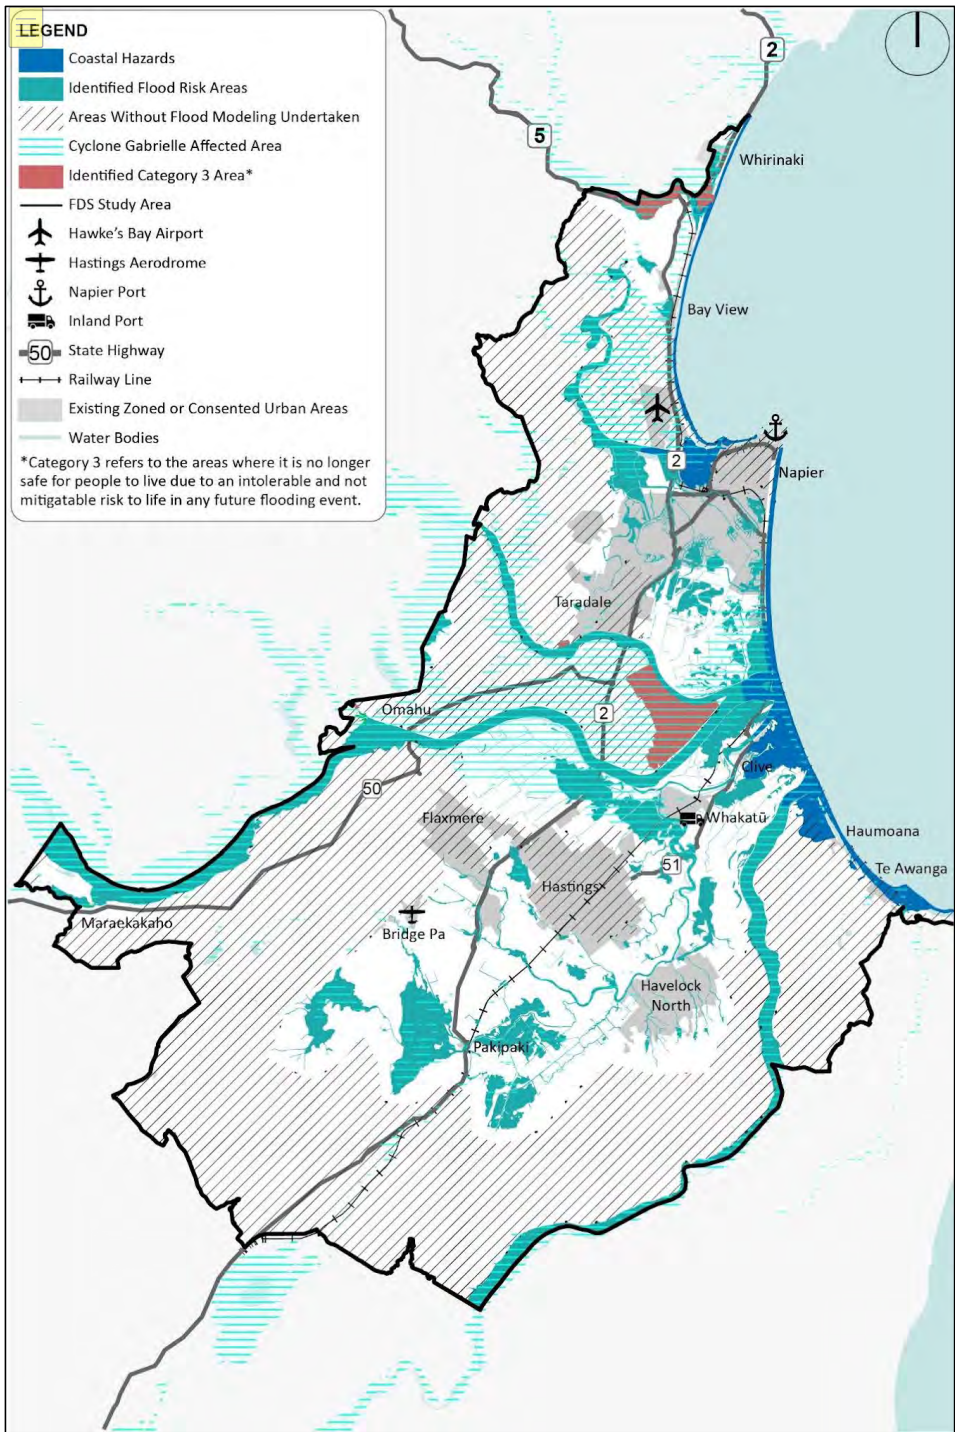 LEGEND
Coastal Hazards
Identified Flood Risk Areas
Areas Without Flood Modeling Undertaken
Cyclone Gabrielle Affected Area
Identified Category 3 Area*
FDS Study Area
Hawke's Bay Airport
Hastings Aerodrome
Napier Port
Inland Port
50 State Highway
Railway Line
Existing Zoned or Consented Urban Areas
Water Bodies
*Category 3 refers to the areas where it is no longer
safe for people to live due to an intolerable and not
mitigatable risk to life in any future flooding event.
2
5
Whirinaki
Bay View
2
Napier
Taradale
Omahu
2
Clive
50
Flaxmere
Whakatū
Haumoana
51
Te Awanga
Hastings
Maraekakaho
Bridge Pa
Havelock
North
Pakipaki